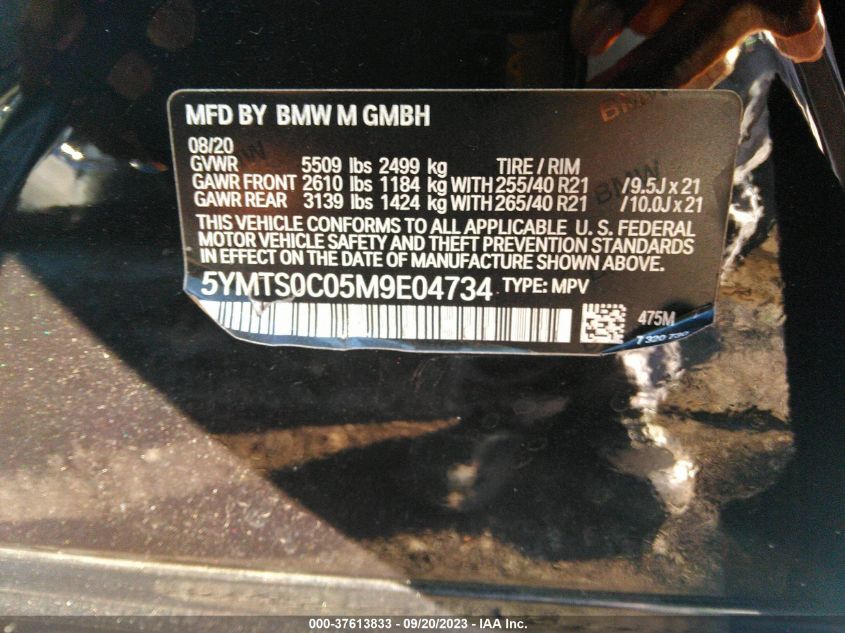 MFD BY BMW M GMBH
08/20
GVWR 5509 lbs 2499 kg TIRE / RIM
GAWR FRONT 2610 lbs 1184 kg WITH 255/40 R21 / 9.5J x 21
GAWR REAR 3139 lbs 1424 kg WITH 265/40 R21 / 10.0J x 21
THIS VEHICLE CONFORMS TO ALL APPLICABLE U. S. FEDERAL
MOTOR VEHICLE SAFETY AND THEFT PREVENTION STANDARDS
IN EFFECT ON THE DATE OF MANUFACTURE SHOWN ABOVE.
5YMTS0C05M9E04734 TYPE: MPV
475M
BMW
BMW
BMW
000-37613833 - 09/20/2023 - IAA Inc.